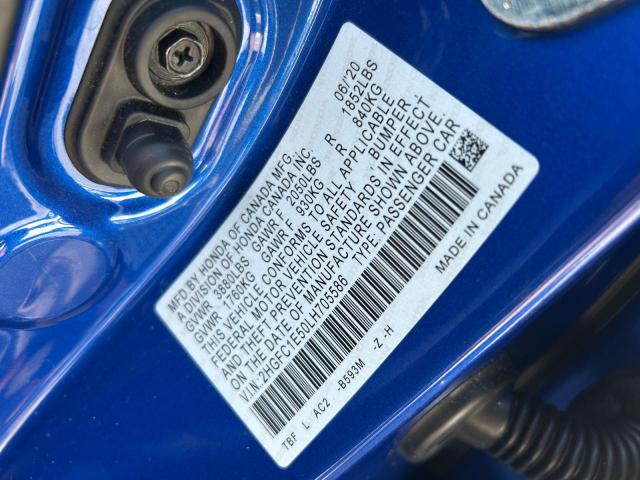 MFD BY HONDA OF CANADA MFG. 06/'20
A DIVISION OF HONDA CANADA INC.
GVWR 3880LBS GAWR F 2050LBS R 1852LBS
GVWR 1760KG GAWR F 930KG R 840KG
THIS VEHICLE CONFORMS TO ALL APPLICABLE
FEDERAL MOTOR VEHICLE SAFETY, BUMPER,
AND THEFT PREVENTION STANDARDS IN EFFECT
ON THE DATE OF MANUFACTURE SHOWN ABOVE.
V.I.N. 2HGFC1E50LH705586 TYPE: PASSENGER CAR
TBF L AC2 -B593M -Z -H
MADE IN CANADA